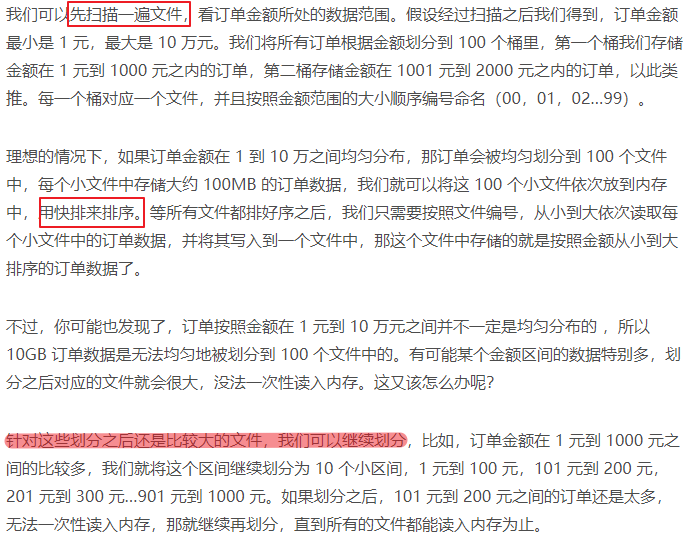 我们可以先扫描一遍文件，看订单金额所处的数据范围。假设经过扫描之后我们得到，订单金额
最小是 1 元，最大是 10 万元。我们将所有订单根据金额划分到 100 个桶里，第一个桶我们存储
金额在 1 元到 1000 元之内的订单，第二桶存储金额在 1001 元到 2000 元之内的订单，以此类
推。每一个桶对应一个文件，并且按照金额范围的大小顺序编号命名（00，01，02...99）。
理想的情况下，如果订单金额在 1 到 10 万之间均匀分布，那订单会被均匀划分到 100 个文件
中，每个小文件中存储大约 100MB 的订单数据，我们就可以将这 100 个小文件依次放到内存
中，用快排来排序。等所有文件都排好序之后，我们只需要按照文件编号，从小到大依次读取每
个小文件中的订单数据，并将其写入到一个文件中，那这个文件中存储的就是按照金额从小到大
排序的订单数据了。
不过，你可能也发现了，订单按照金额在 1 元到 10 万元之间并不一定是均匀分布的 ，所以
10GB 订单数据是无法均匀地被划分到 100 个文件中的。有可能某个金额区间的数据特别多，划
分之后对应的文件就会很大，没法一次性读入内存。这又该怎么办呢？
针对这些划分之后还是比较大的文件，我们可以继续划分，比如，订单金额在 1 元到 1000 元之
间的比较多，我们就将这个区间继续划分为 10 个小区间，1 元到 100 元，101 元到 200 元，
201 元到 300 元...901 元到 1000 元。如果划分之后，101 元到 200 元之间的订单还是太多，
无法一次性读入内存，那就继续再划分，直到所有的文件都能读入内存为止。